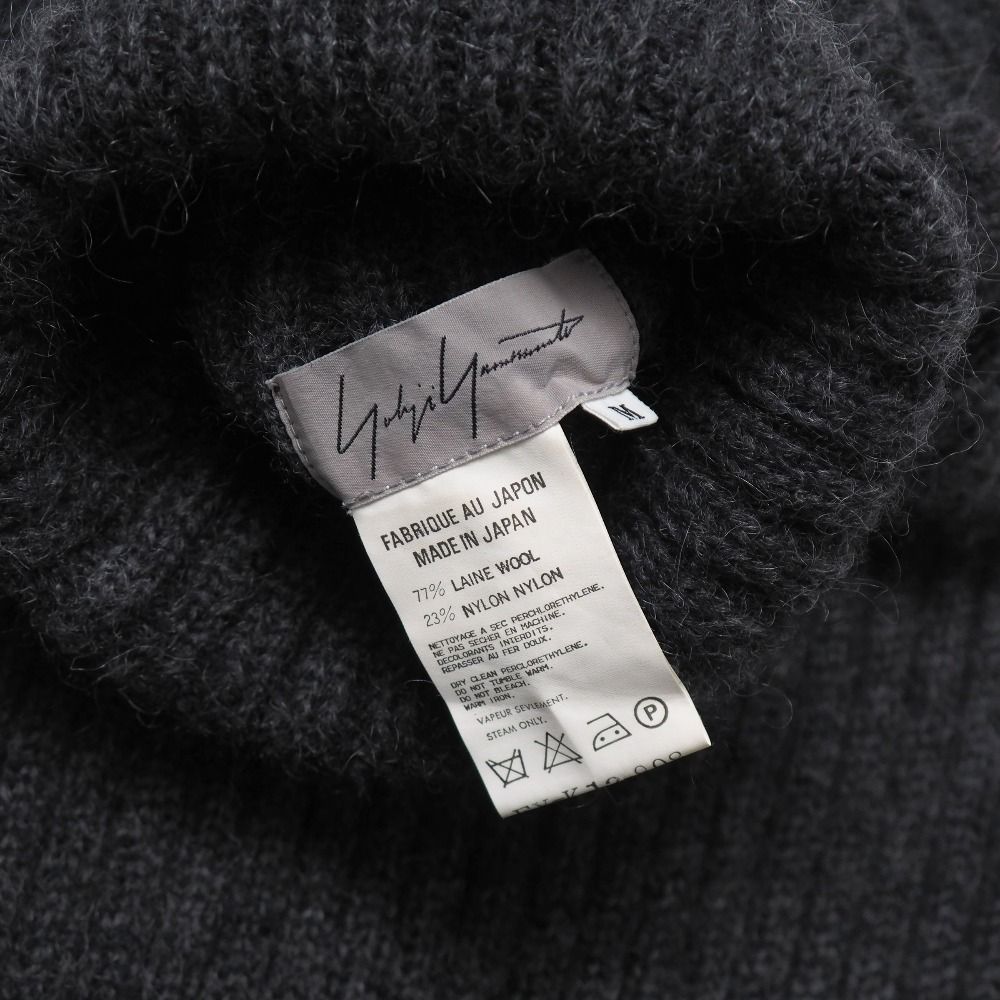 Yohji Yamamoto
M
FABRIQUE AU JAPON
MADE IN JAPAN
77% LAINE WOOL
23% NYLON NYLON
NETTOYAGE A SEC PERCHLORETHYLENE.
NE PAS SECHER EN MACHINE.
DECOLORANTS INTERDITS.
REPASSER AU FER DOUX.
DRY CLEAN PERCLORETHYLENE.
DO NOT TUMBLE WARM.
DO NOT BLEACH.
WARM IRON.
VAPEUR SEVLEMENT.
STEAM ONLY.
P